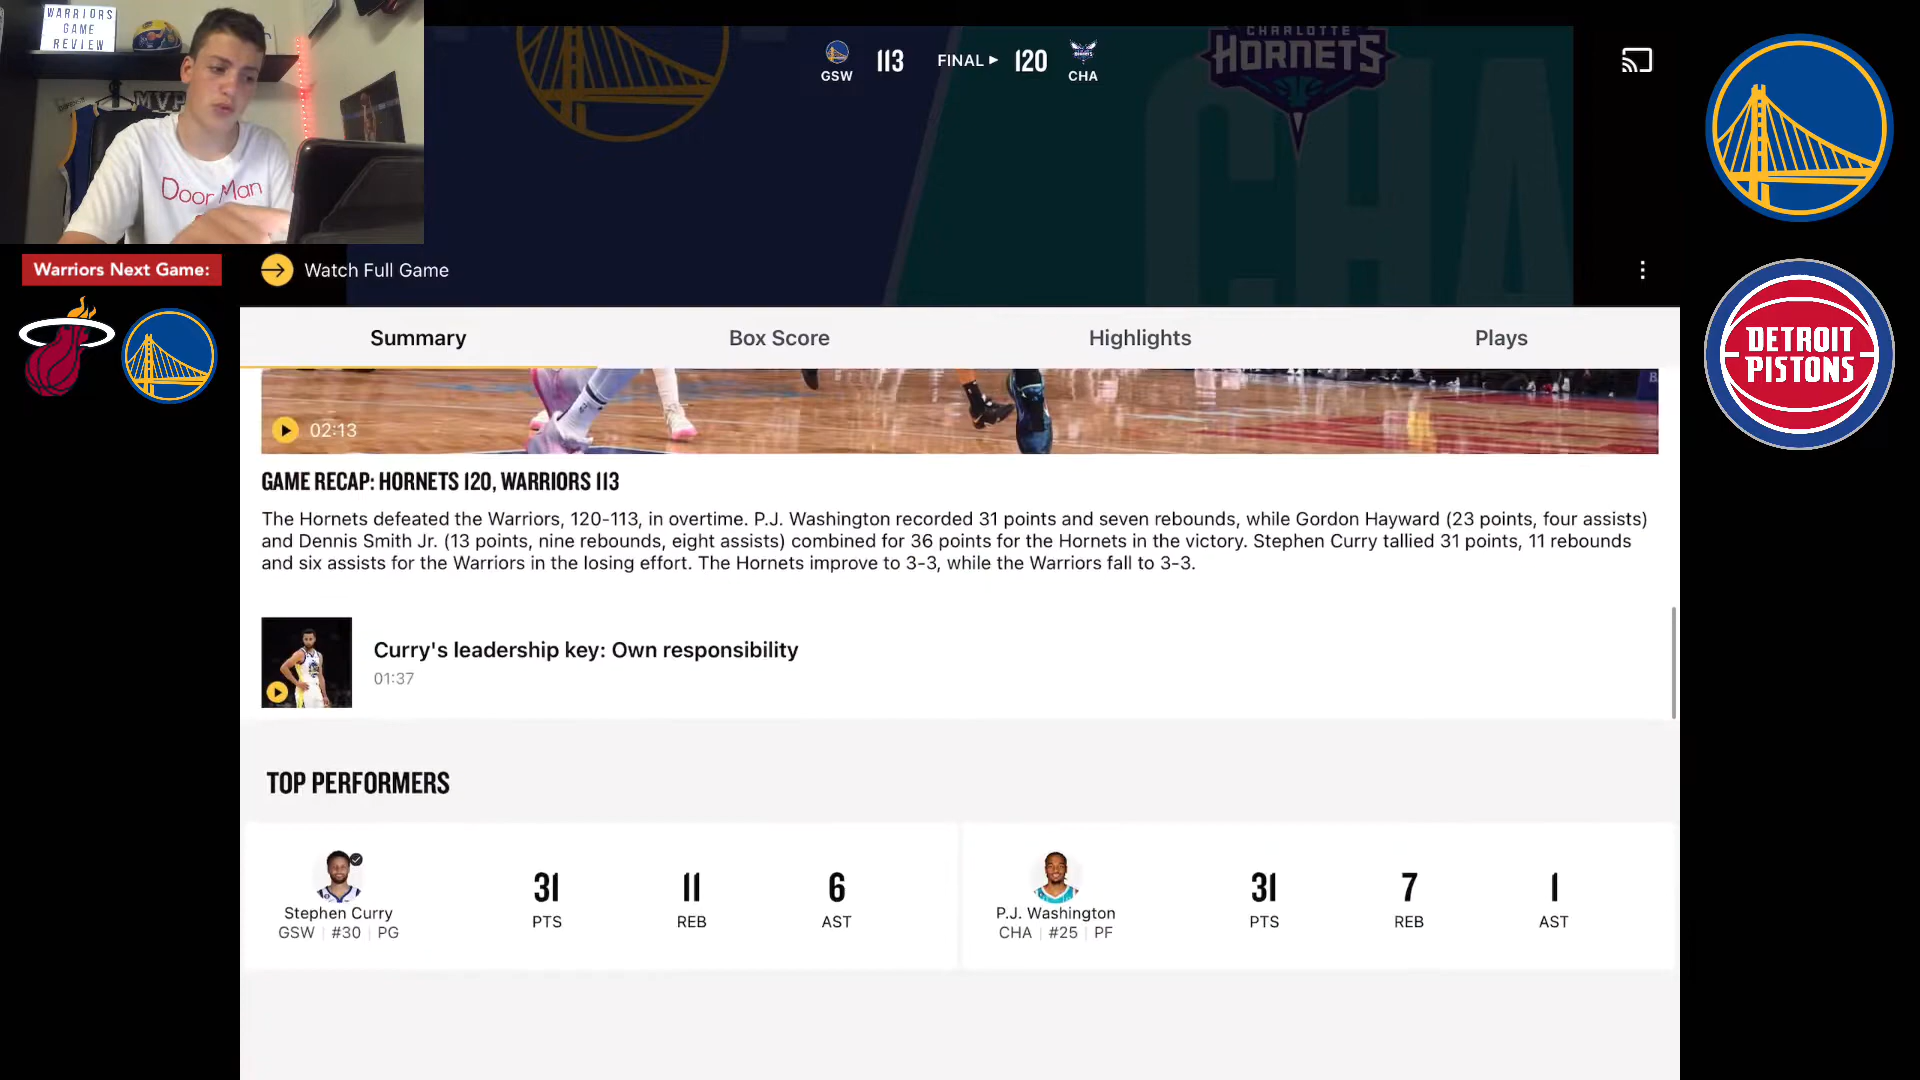 WARRIORS
GAME
REVIEW
MVP
Door Man
GSW
113
FINAL
120
CHA
CHARLOTTE
HORNETS
CHA
Warriors Next Game:
Watch Full Game
DETROIT
PISTONS
Summary
Box Score
Highlights
Plays
02:13
GAME RECAP: HORNETS 120, WARRIORS 113
The Hornets defeated the Warriors, 120-113, in overtime. P.J. Washington recorded 31 points and seven rebounds, while Gordon Hayward (23 points, four assists)
and Dennis Smith Jr. (13 points, nine rebounds, eight assists) combined for 36 points for the Hornets in the victory. Stephen Curry tallied 31 points, 11 rebounds
and six assists for the Warriors in the losing effort. The Hornets improve to 3-3, while the Warriors fall to 3-3.
Curry's leadership key: Own responsibility
01:37
TOP PERFORMERS
Stephen Curry
GSW | #30 | PG
31
PTS
11
REB
6
AST
P.J. Washington
CHA | #25 | PF
31
PTS
7
REB
1
AST